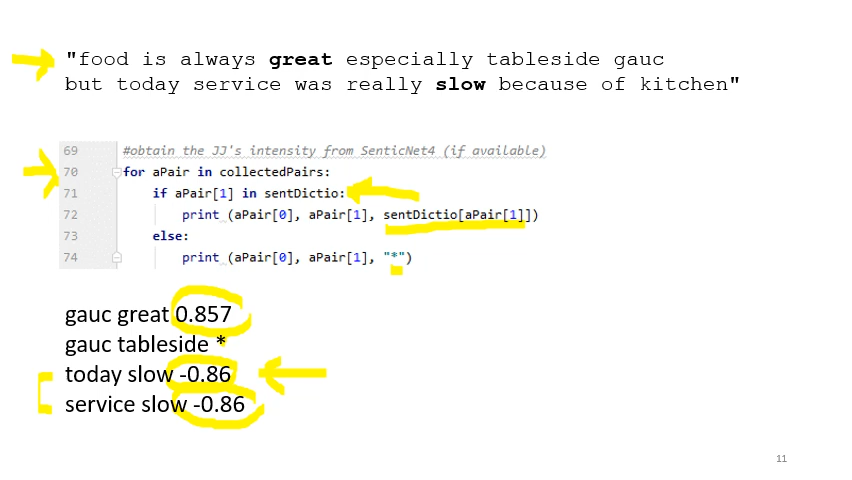 "food is always great especially tableside gauc
but today service was really slow because of kitchen"
69 #obtain the JJ's intensity from SenticNet4 (if available)
70 for aPair in collectedPairs:
71 if aPair[1] in sentDictio:
72 print (aPair[0], aPair[1], sentDictio[aPair[1]])
73 else:
74 print (aPair[0], aPair[1], "*")
gauc great 0.857
gauc tableside *
today slow -0.86
service slow -0.86
11